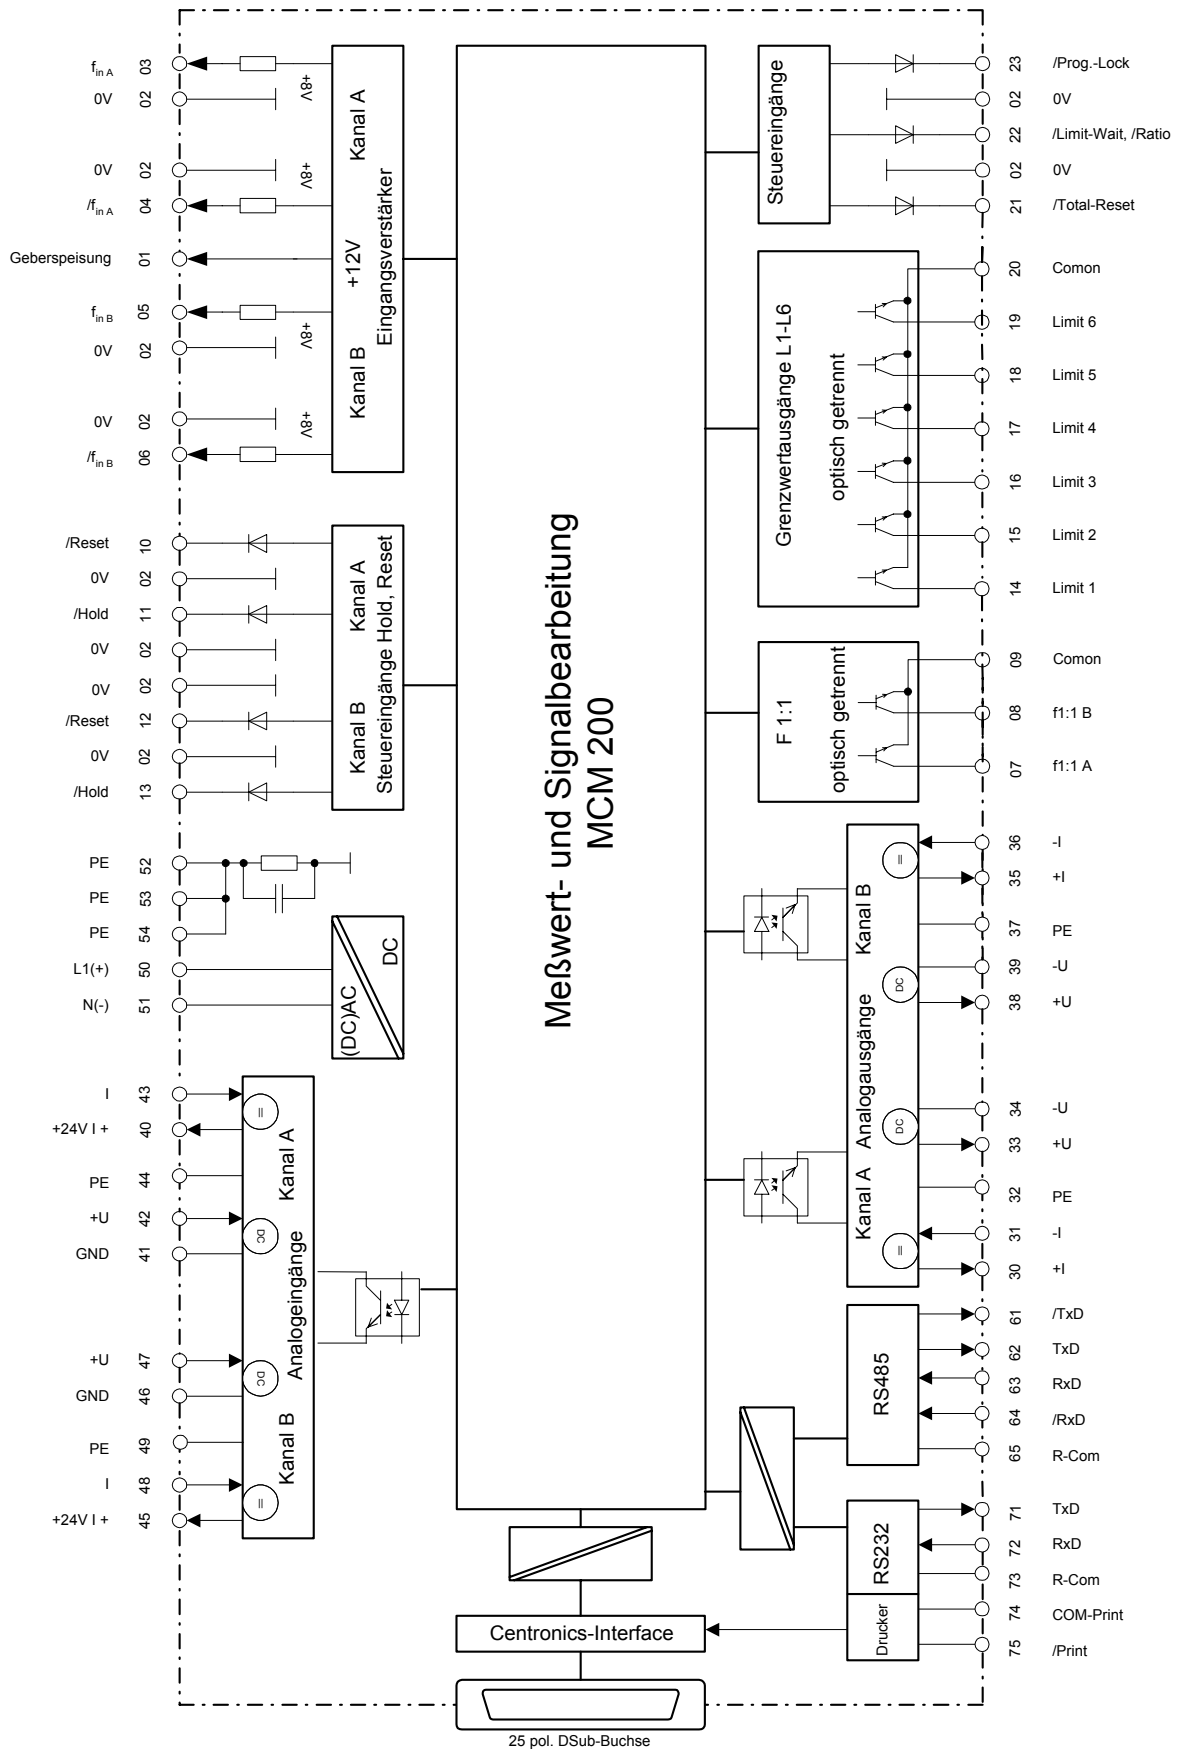 f in A 03
0V 02
0V 02
/f in A 04
Geberspeisung 01
f in B 05
0V 02
0V 02
/f in B 06
+8V
+8V
+8V
+8V
Kanal A
+12V
Kanal B
Eingangsverstärker
/Reset 10
0V 02
/Hold 11
0V 02
0V 02
/Reset 12
0V 02
/Hold 13
Kanal A
Kanal B
Steuereingänge Hold, Reset
PE 52
PE 53
PE 54
L1(+) 50
N(-) 51
(DC)AC
DC
I 43
+24V I + 40
PE 44
+U 42
GND 41
+U 47
GND 46
PE 49
I 48
+24V I + 45
=
DC
DC
=
Kanal A
Analogeingänge
Kanal B
Meßwert- und Signalbearbeitung
MCM 200
Steuereingänge
23 /Prog.-Lock
02 0V
22 /Limit-Wait, /Ratio
02 0V
21 /Total-Reset
Grenzwertausgänge L1-L6
optisch getrennt
20 Comon
19 Limit 6
18 Limit 5
17 Limit 4
16 Limit 3
15 Limit 2
14 Limit 1
F 1:1
optisch getrennt
09 Comon
08 f1:1 B
07 f1:1 A
Kanal B
Analogausgänge
Kanal A
=
DC
DC
=
36 -I
35 +I
37 PE
39 -U
38 +U
34 -U
33 +U
32 PE
31 -I
30 +I
RS485
61 /TxD
62 TxD
63 RxD
64 /RxD
65 R-Com
RS232
71 TxD
72 RxD
73 R-Com
Drucker
74 COM-Print
75 /Print
Centronics-Interface
25 pol. DSub-Buchse